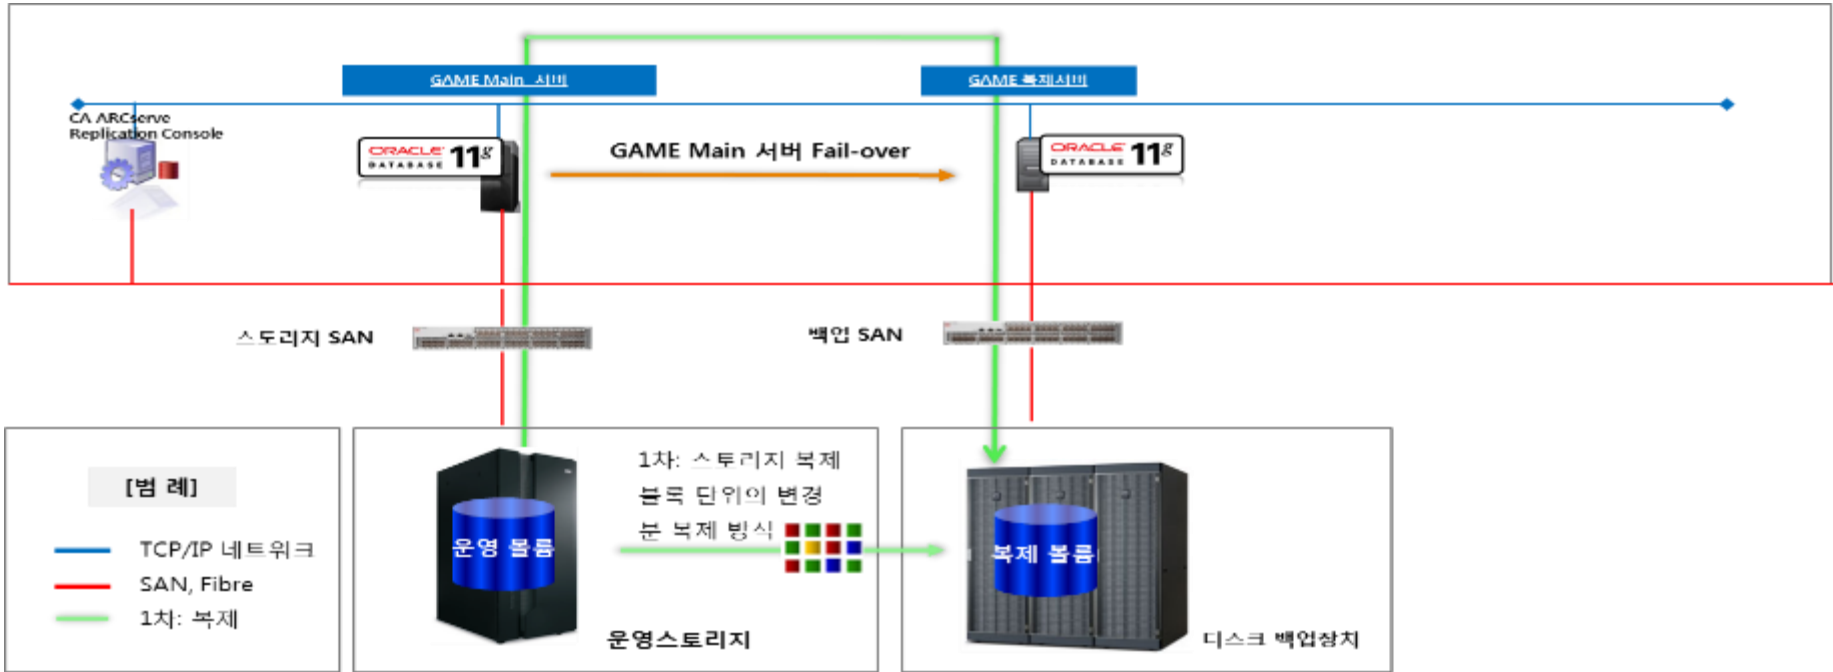 GAME Main 서버
GAME 복제서버
CA ARCserve
Replication Console
ORACLE
DATABASE 11g
GAME Main 서버 Fail-over
ORACLE
DATABASE 11g
스토리지 SAN
백업 SAN
[범 례]
TCP/IP 네트워크
SAN, Fibre
1차: 복제
1차: 스토리지 복제
블록 단위의 변경
분 복제 방식
운영 볼륨
운영스토리지
복제 볼륨
디스크 백업장치